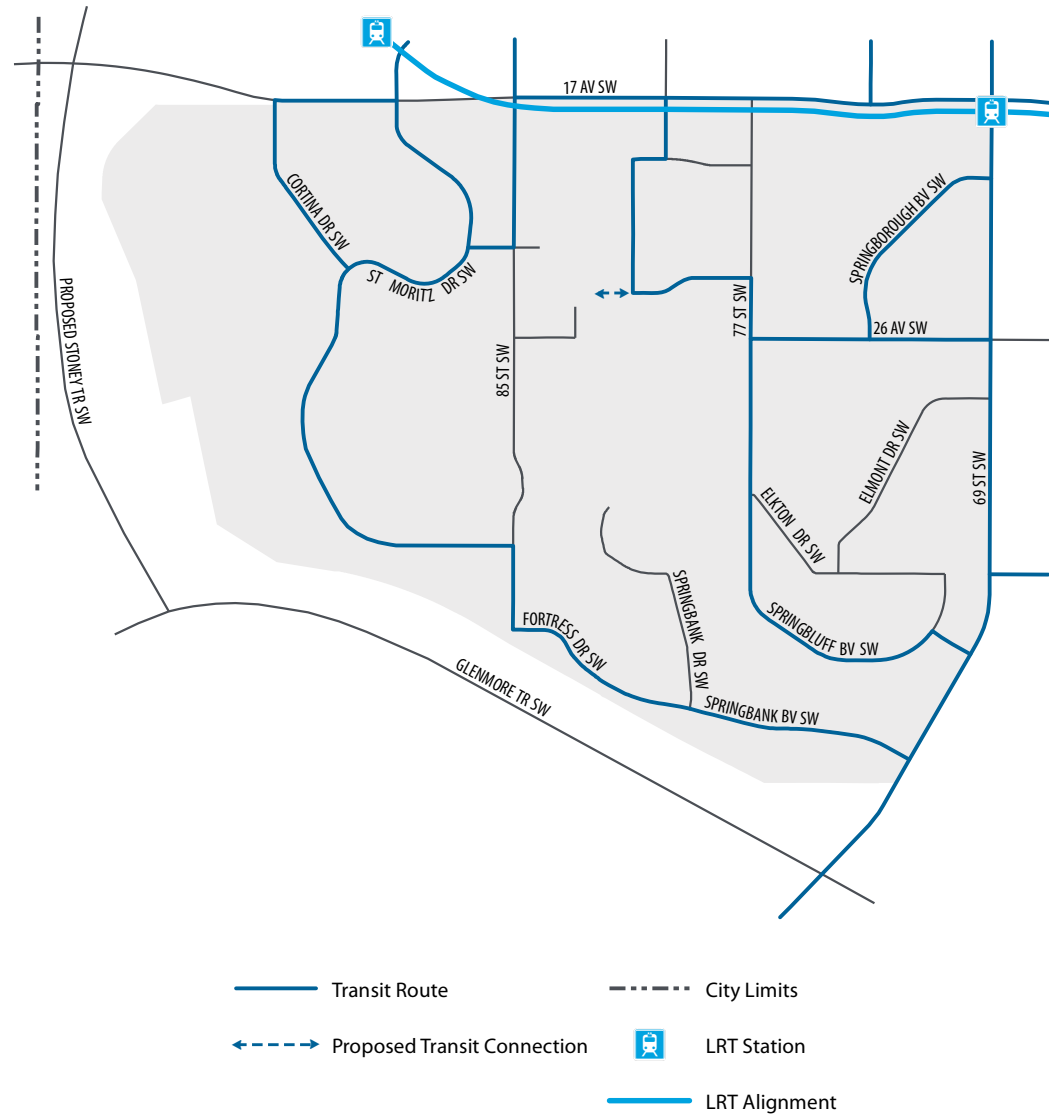 17 AV SW
CORTINA DR SW
ST MORITZ DR SW
SPRINGBOROUGH BV SW
PROPOSED STONEY TR SW
77 ST SW
26 AV SW
85 ST SW
ELMONT DR SW
69 ST SW
ELKTON DR SW
SPRINGBANK DR SW
SPRINGBLUFF BV SW
FORTRESS DR SW
GLENMORE TR SW
SPRINGBANK BV SW
Transit Route
City Limits
Proposed Transit Connection
LRT Station
LRT Alignment